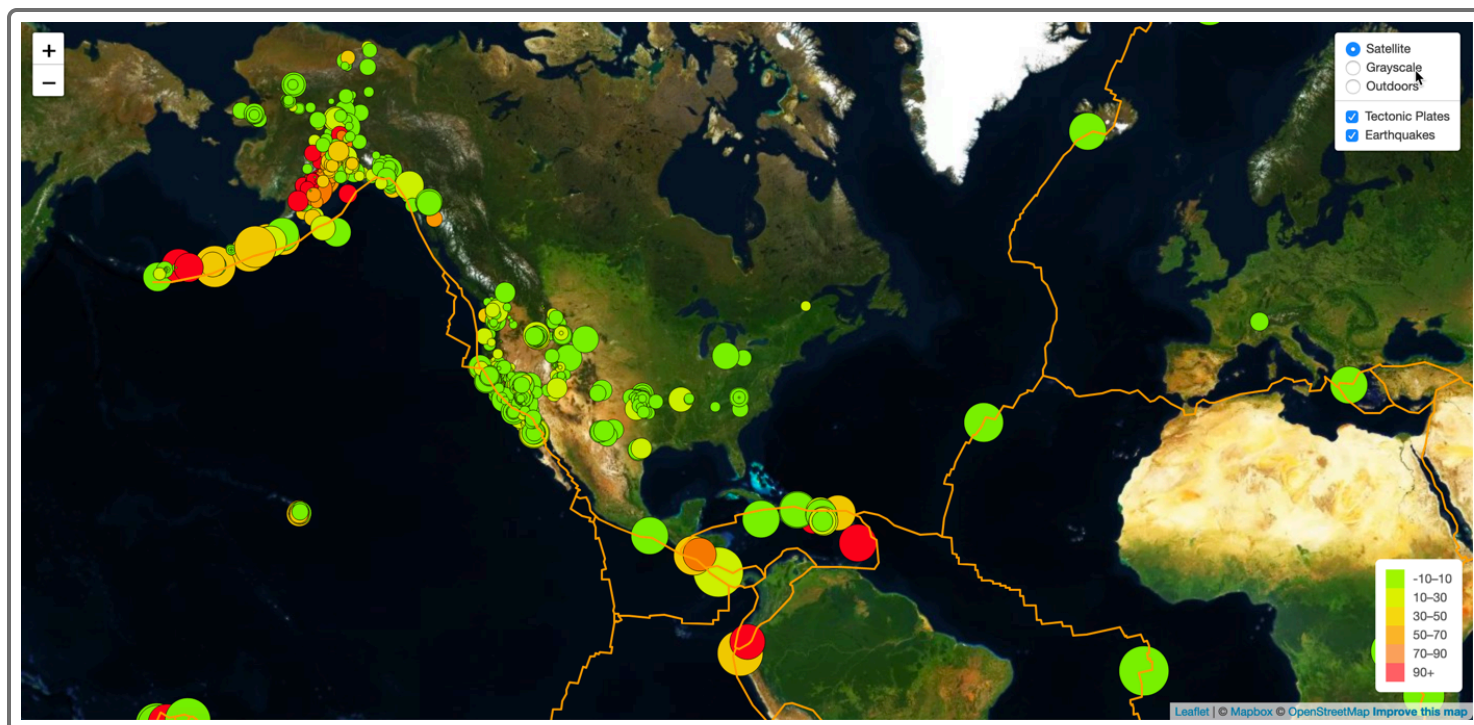 +
−
Satellite
Grayscale
Outdoors
Tectonic Plates
Earthquakes
-10–10
10–30
30–50
50–70
70–90
90+
Leaflet | © Mapbox © OpenStreetMap Improve this map